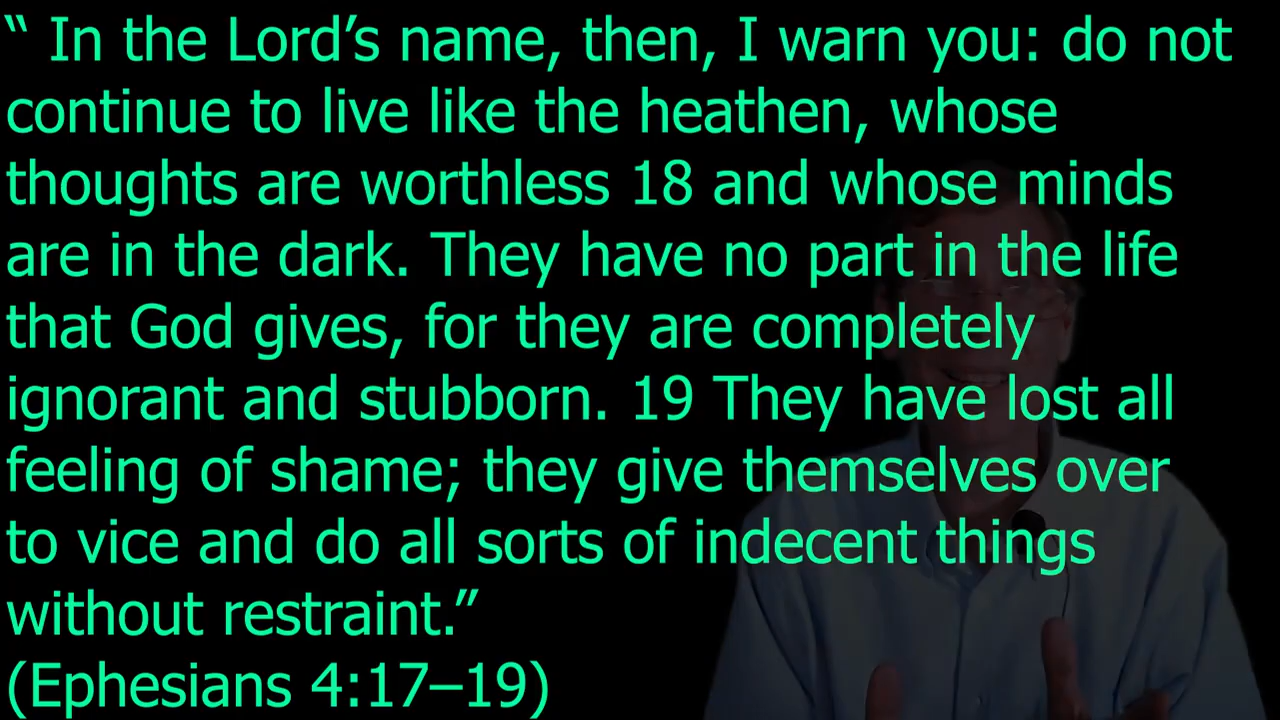 “ In the Lord’s name, then, I warn you: do not
continue to live like the heathen, whose
thoughts are worthless 18 and whose minds
are in the dark. They have no part in the life
that God gives, for they are completely
ignorant and stubborn. 19 They have lost all
feeling of shame; they give themselves over
to vice and do all sorts of indecent things
without restraint.”
(Ephesians 4:17–19)